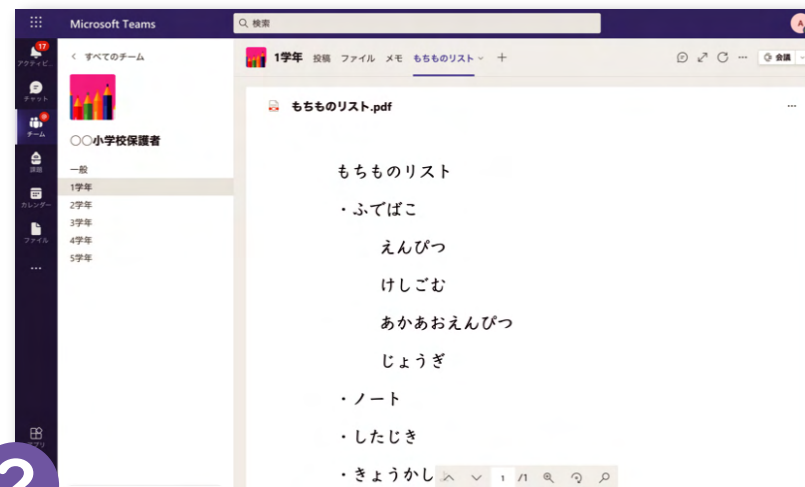 Microsoft Teams
検索
A
17
アクティビ...
チャット
チーム
課題
カレンダー
ファイル
...
すべてのチーム
〇〇小学校保護者
一般
1学年
2学年
3学年
4学年
5学年
1学年 投稿 ファイル メモ もちものリスト
会議
もちものリスト.pdf
もちものリスト
・ふでばこ
えんぴつ
けしごむ
あかあおえんぴつ
じょうぎ
・ノート
・したじき
・きょうかし
1 /1
2